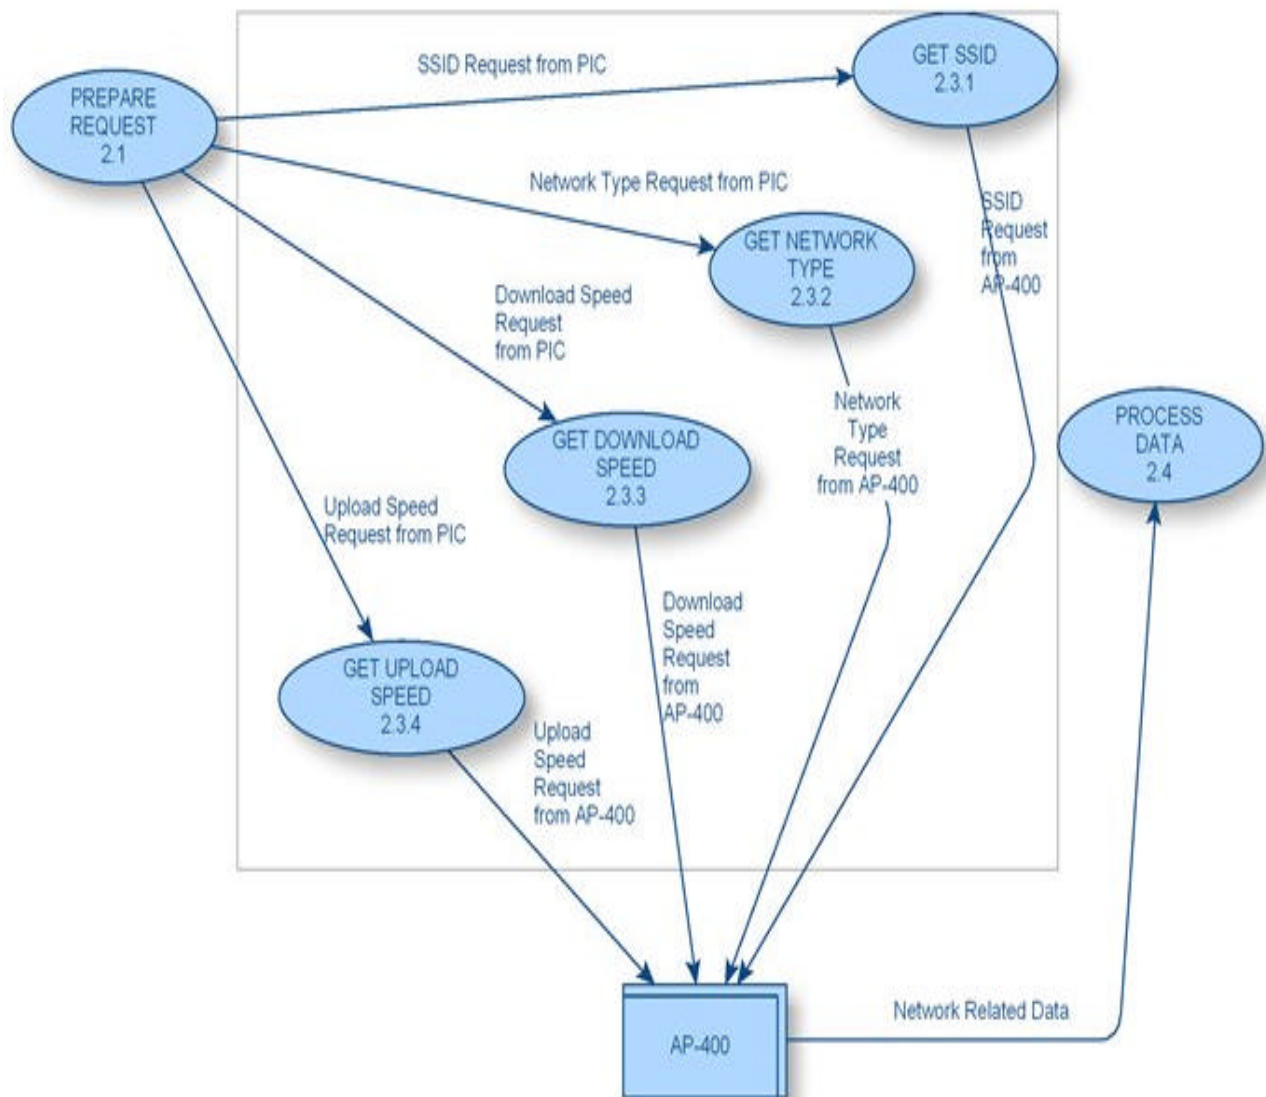 GET SSID
2.3.1
SSID Request from PIC
PREPARE
REQUEST
2.1
Network Type Request from PIC
SSID
Request
from
AP-400
GET NETWORK
TYPE
2.3.2
Download Speed
Request
from PIC
Network
Type
Request
from AP-400
PROCESS
DATA
2.4
GET DOWNLOAD
SPEED
2.3.3
Upload Speed
Request from PIC
Download
Speed
Request
from
AP-400
GET UPLOAD
SPEED
2.3.4
Upload
Speed
Request
from AP-400
Network Related Data
AP-400